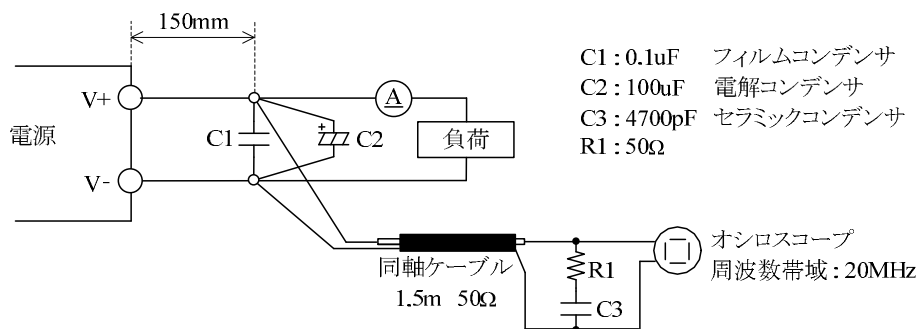 150mm
V+
V-
電源
C1
+
C2
A
負荷
C1 : 0.1uF フィルムコンデンサ
C2 : 100uF 電解コンデンサ
C3 : 4700pF セラミックコンデンサ
R1 : 50Ω
同軸ケーブル
1.5m 50Ω
R1
C3
オシロスコープ
周波数帯域 : 20MHz